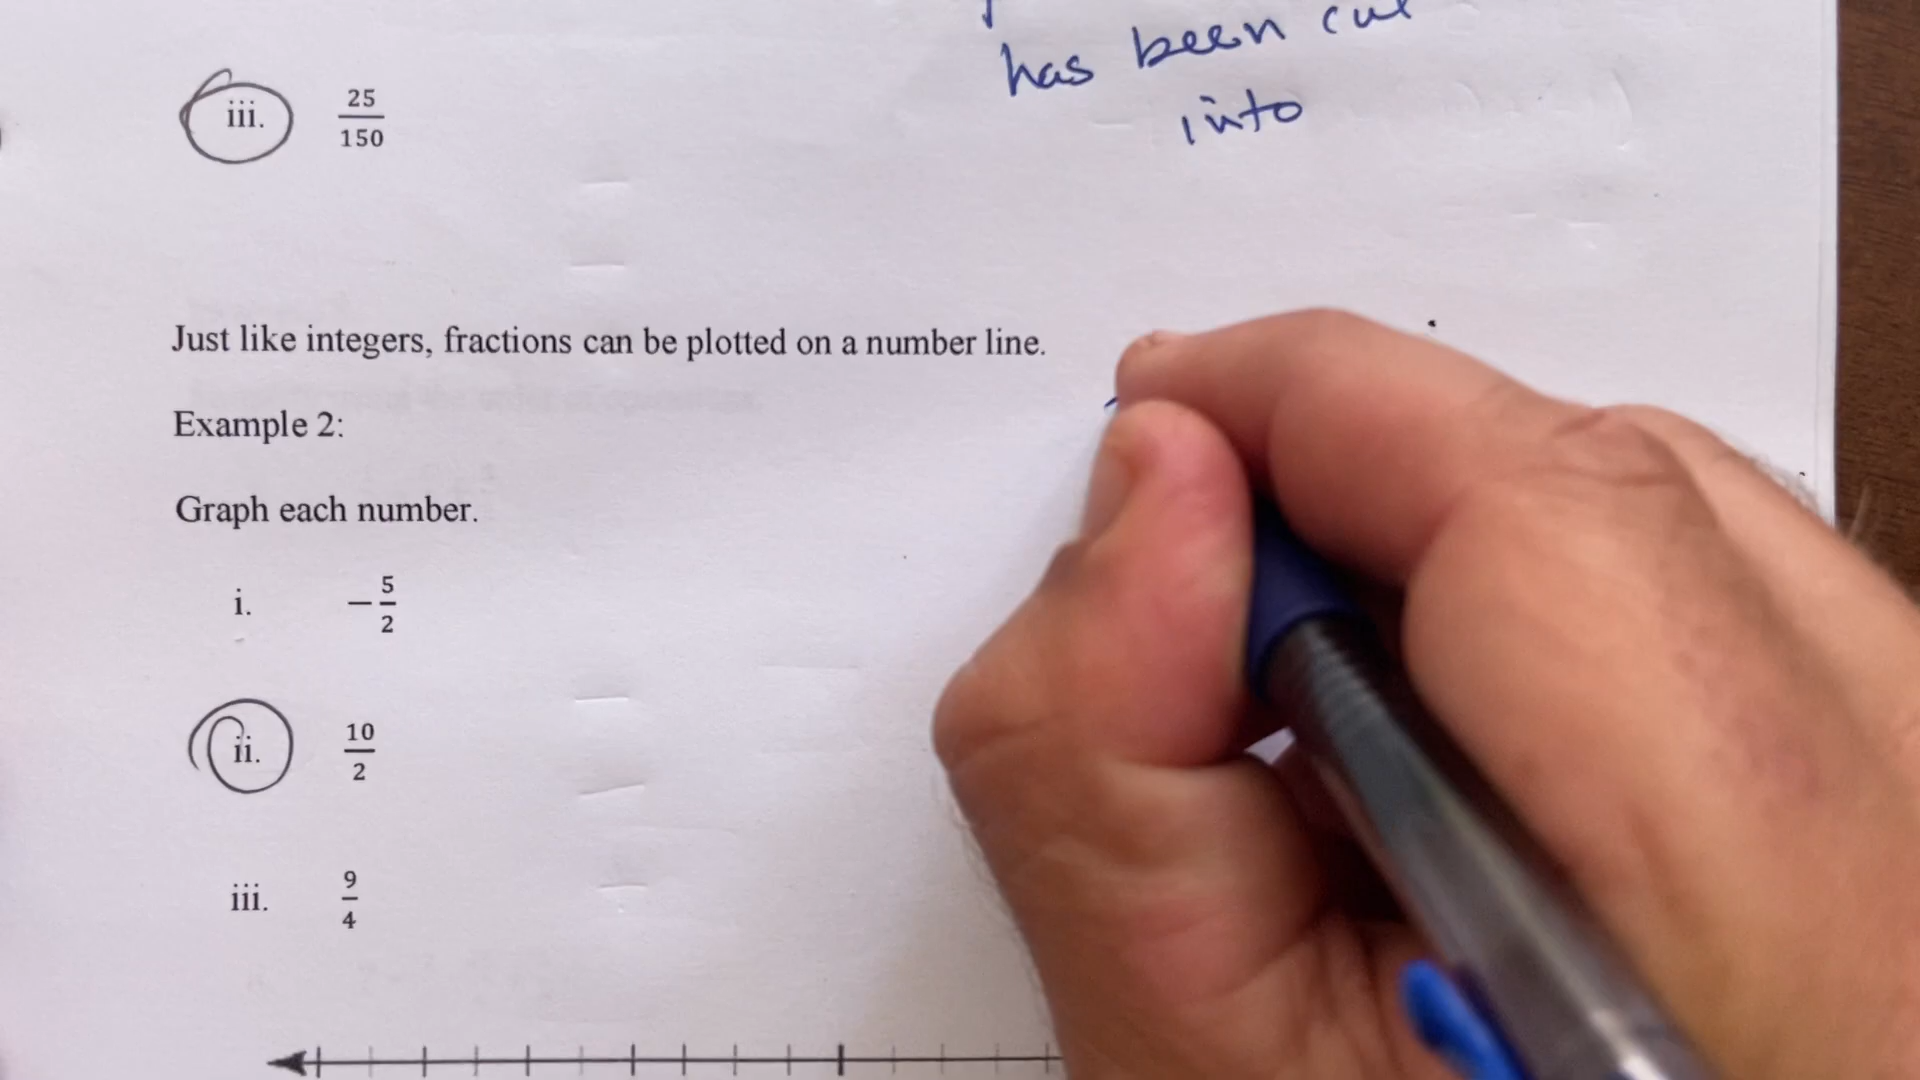 has been cut
into
iii. 25/150
Just like integers, fractions can be plotted on a number line.
Example 2:
Graph each number.
i. −5/2
ii. 10/2
iii. 9/4